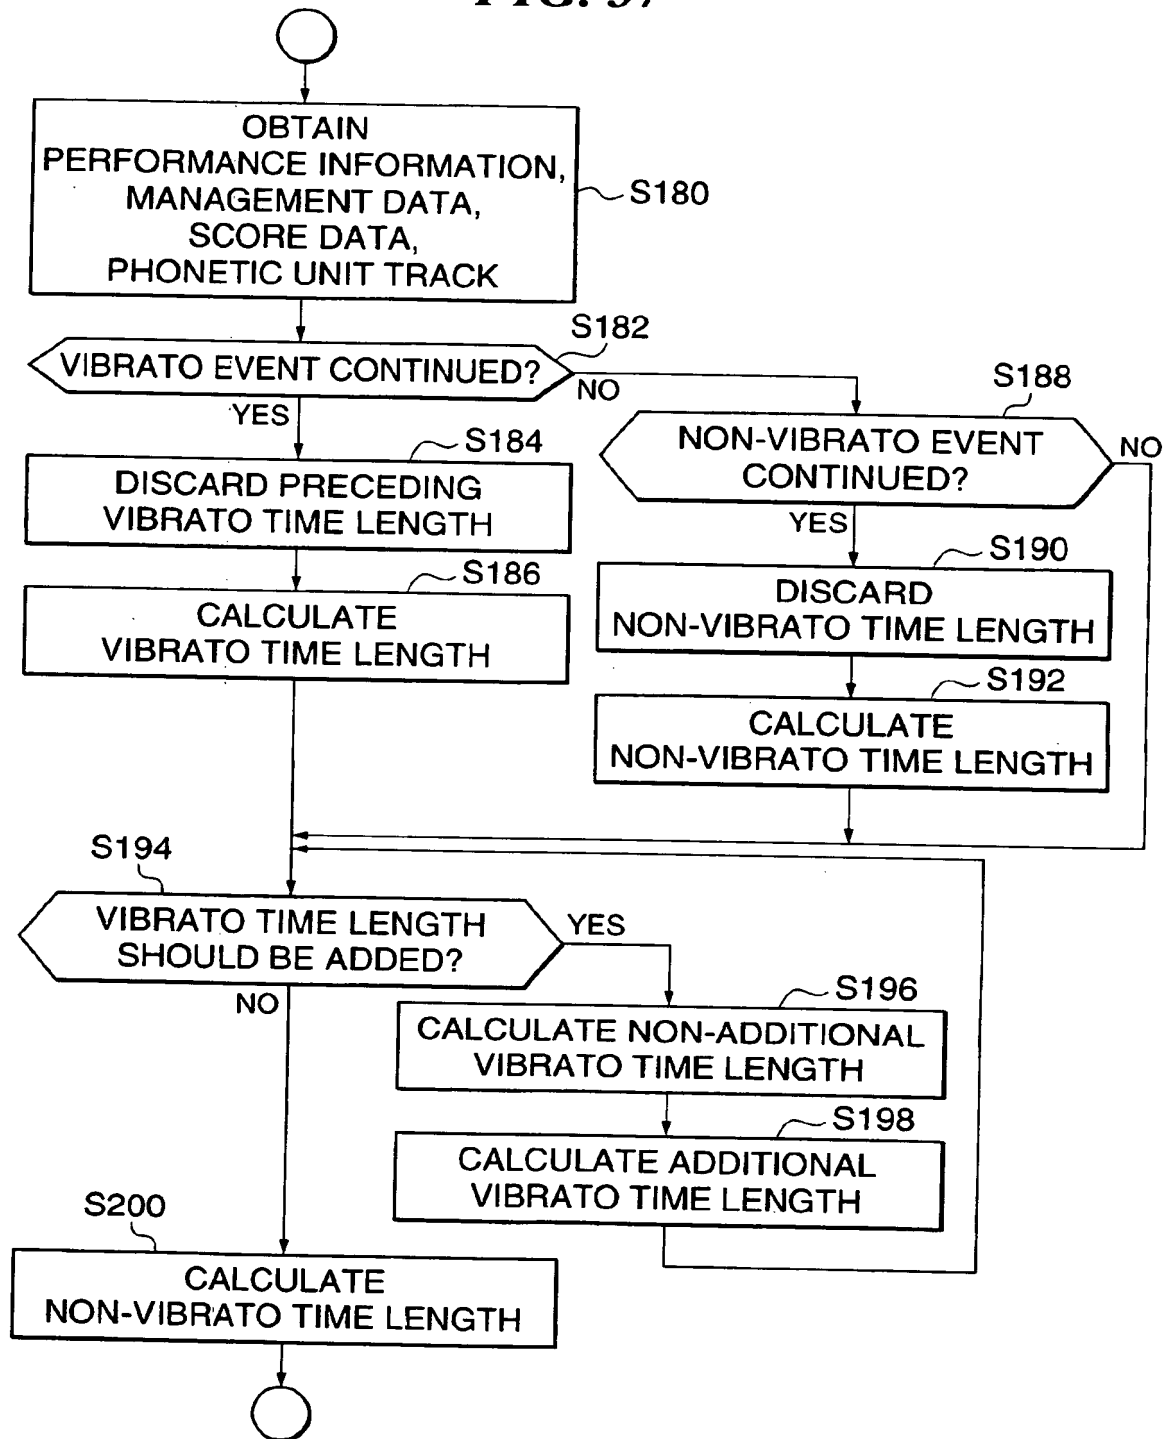 OBTAIN
PERFORMANCE INFORMATION,
MANAGEMENT DATA,
SCORE DATA,
PHONETIC UNIT TRACK
S180
S182
VIBRATO EVENT CONTINUED?
NO
YES
S188
NON-VIBRATO EVENT
CONTINUED?
NO
YES
S184
DISCARD PRECEDING
VIBRATO TIME LENGTH
S186
CALCULATE
VIBRATO TIME LENGTH
S190
DISCARD
NON-VIBRATO TIME LENGTH
S192
CALCULATE
NON-VIBRATO TIME LENGTH
S194
VIBRATO TIME LENGTH
SHOULD BE ADDED?
YES
NO
S196
CALCULATE NON-ADDITIONAL
VIBRATO TIME LENGTH
S198
CALCULATE ADDITIONAL
VIBRATO TIME LENGTH
S200
CALCULATE
NON-VIBRATO TIME LENGTH